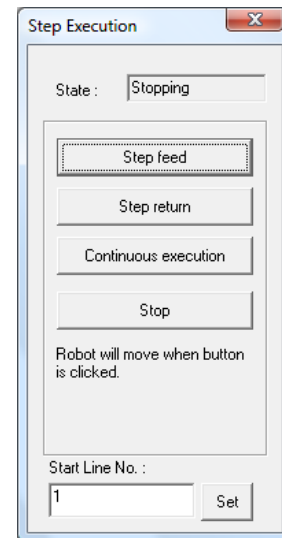 Step Execution
State : Stopping
Step feed
Step return
Continuous execution
Stop
Robot will move when button
is clicked.
Start Line No. :
1 Set